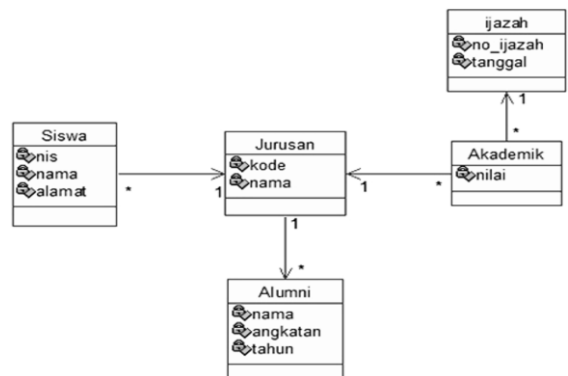 ijazah
no_ijazah
tanggal
1
*
Siswa
nis
nama
alamat
*
1
Jurusan
kode
nama
1
*
Akademik
nilai
1
*
Alumni
nama
angkatan
tahun